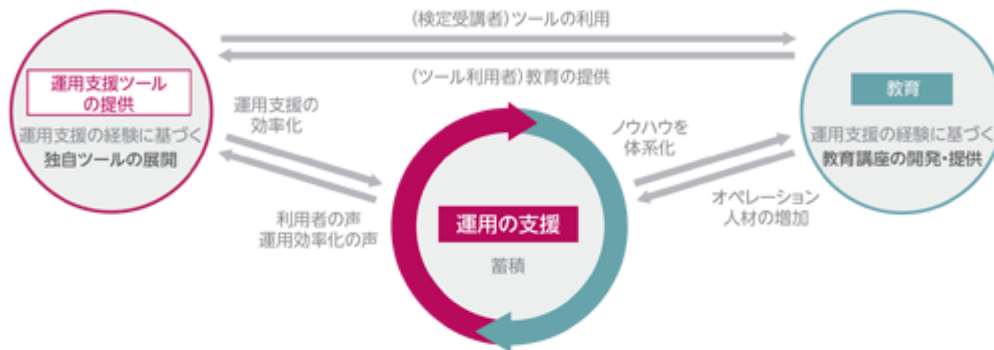 (検定受講者)ツールの利用
(ツール利用者)教育の提供
運用支援ツール
の提供
運用支援の経験に基づく
独自ツールの展開
運用支援の
効率化
利用者の声
運用効率化の声
運用の支援
蓄積
ノウハウを
体系化
オペレーション
人材の増加
教育
運用支援の経験に基づく
教育講座の開発・提供